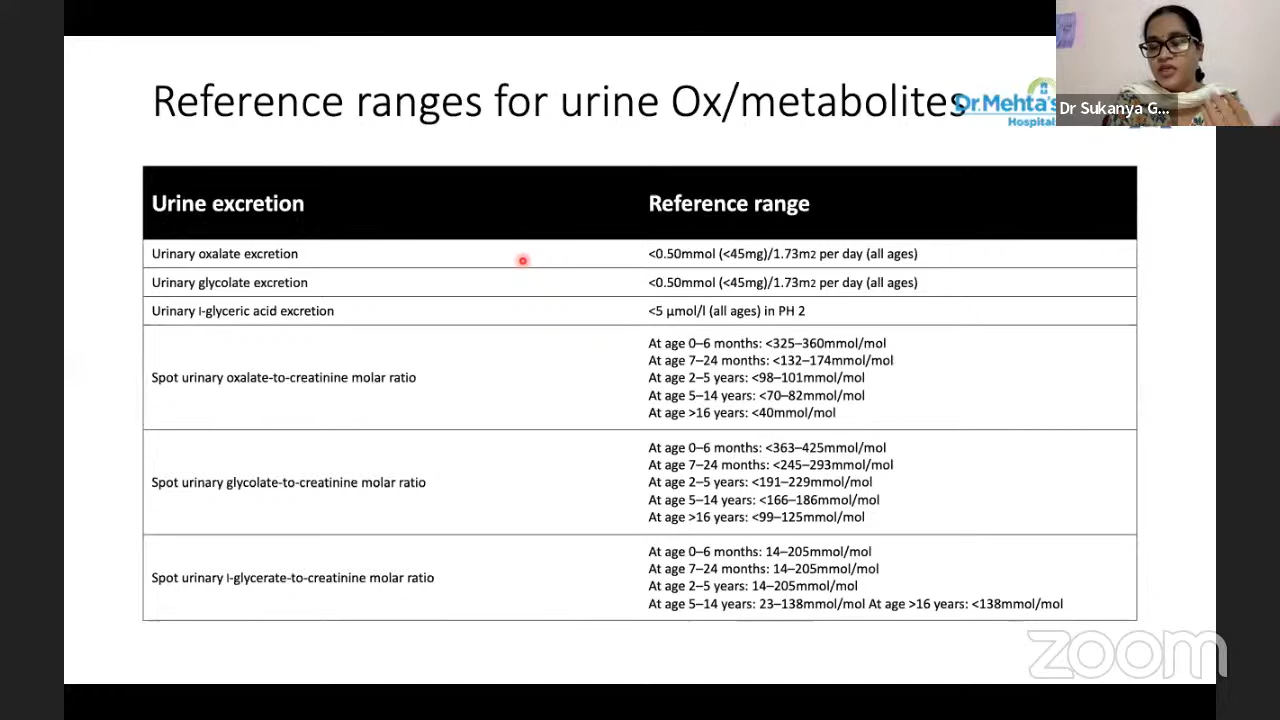 Reference ranges for urine Ox/metabolites
Dr.Mehta's
Hospital
Dr Sukanya G...
Urine excretion
Reference range
Urinary oxalate excretion
<0.50mmol (<45mg)/1.73m2 per day (all ages)
Urinary glycolate excretion
<0.50mmol (<45mg)/1.73m2 per day (all ages)
Urinary l-glyceric acid excretion
<5 µmol/l (all ages) in PH 2
Spot urinary oxalate-to-creatinine molar ratio
At age 0–6 months: <325–360mmol/mol
At age 7–24 months: <132–174mmol/mol
At age 2–5 years: <98–101mmol/mol
At age 5–14 years: <70–82mmol/mol
At age >16 years: <40mmol/mol
Spot urinary glycolate-to-creatinine molar ratio
At age 0–6 months: <363–425mmol/mol
At age 7–24 months: <245–293mmol/mol
At age 2–5 years: <191–229mmol/mol
At age 5–14 years: <166–186mmol/mol
At age >16 years: <99–125mmol/mol
Spot urinary l-glycerate-to-creatinine molar ratio
At age 0–6 months: 14–205mmol/mol
At age 7–24 months: 14–205mmol/mol
At age 2–5 years: 14–205mmol/mol
At age 5–14 years: 23–138mmol/mol At age >16 years: <138mmol/mol
zoom